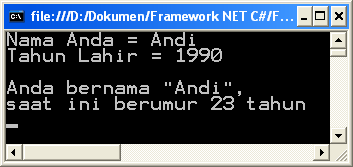 file:///D:/Dokumen/Framework NET C#/F...
Nama Anda = Andi
Tahun Lahir = 1990
Anda bernama "Andi",
saat ini berumur 23 tahun